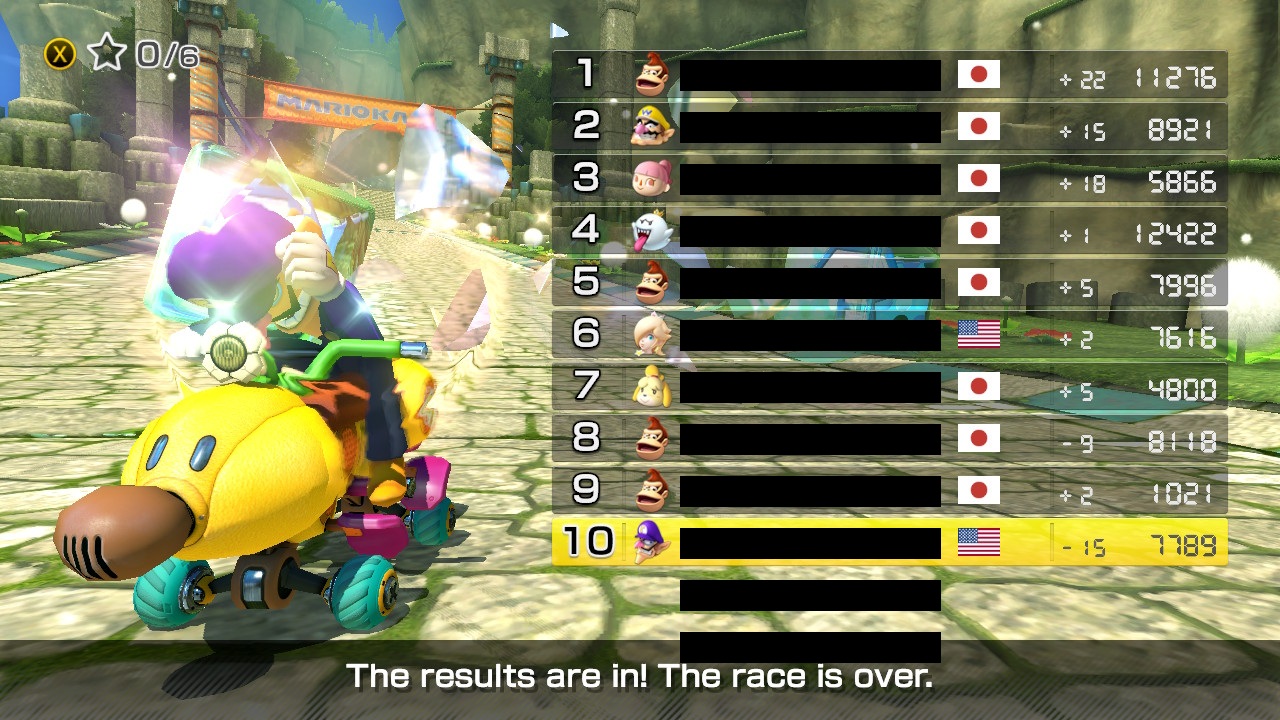 X 0/6
MARIOKA
1 + 22 11276
2 + 15 8921
3 + 18 5866
4 + 1 12422
5 + 5 7996
6 + 2 7616
7 + 5 4800
8 - 9 8118
9 + 2 1021
10 - 15 7789
The results are in! The race is over.